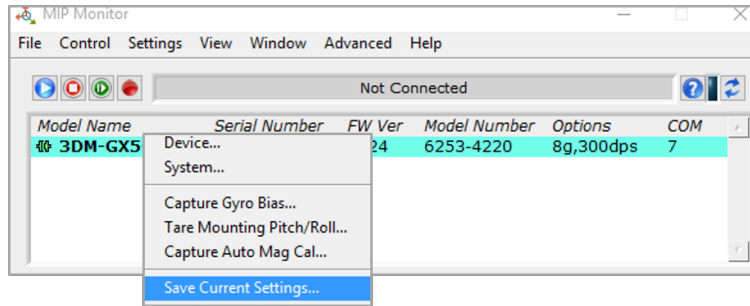 MIP Monitor
File Control Settings View Window Advanced Help
Not Connected
Model Name Serial Number FW Ver Model Number Options COM
3DM-GX5 24 6253-4220 8g,300dps 7
Device...
System...
Capture Gyro Bias...
Tare Mounting Pitch/Roll...
Capture Auto Mag Cal...
Save Current Settings...